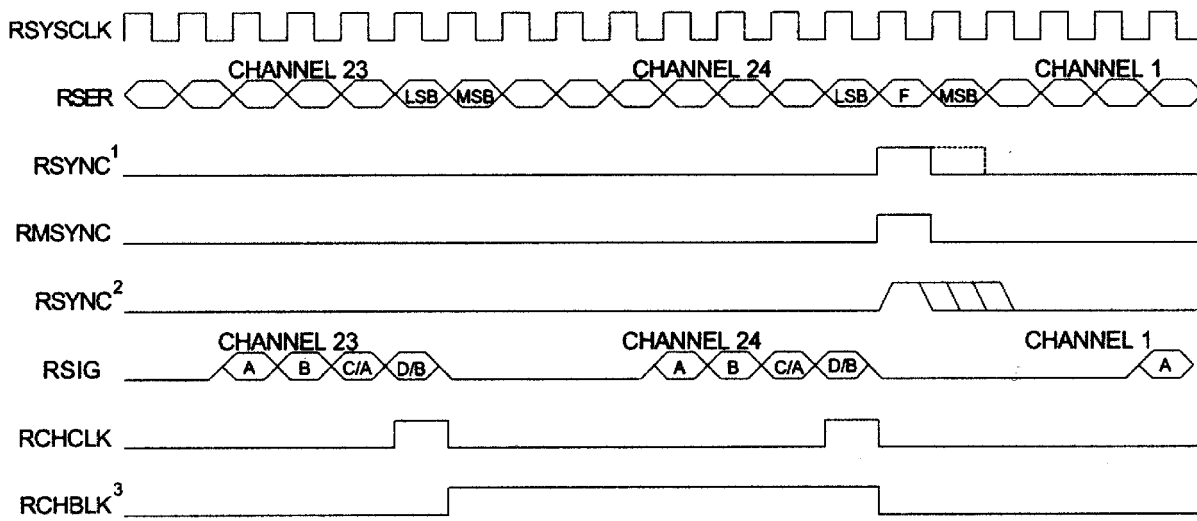 RSYSCLK
CHANNEL 23 CHANNEL 24 CHANNEL 1
RSER LSB MSB LSB F MSB
RSYNC1
RMSYNC
RSYNC2
CHANNEL 23 CHANNEL 24 CHANNEL 1
RSIG A B C/A D/B A B C/A D/B A
RCHCLK
RCHBLK3